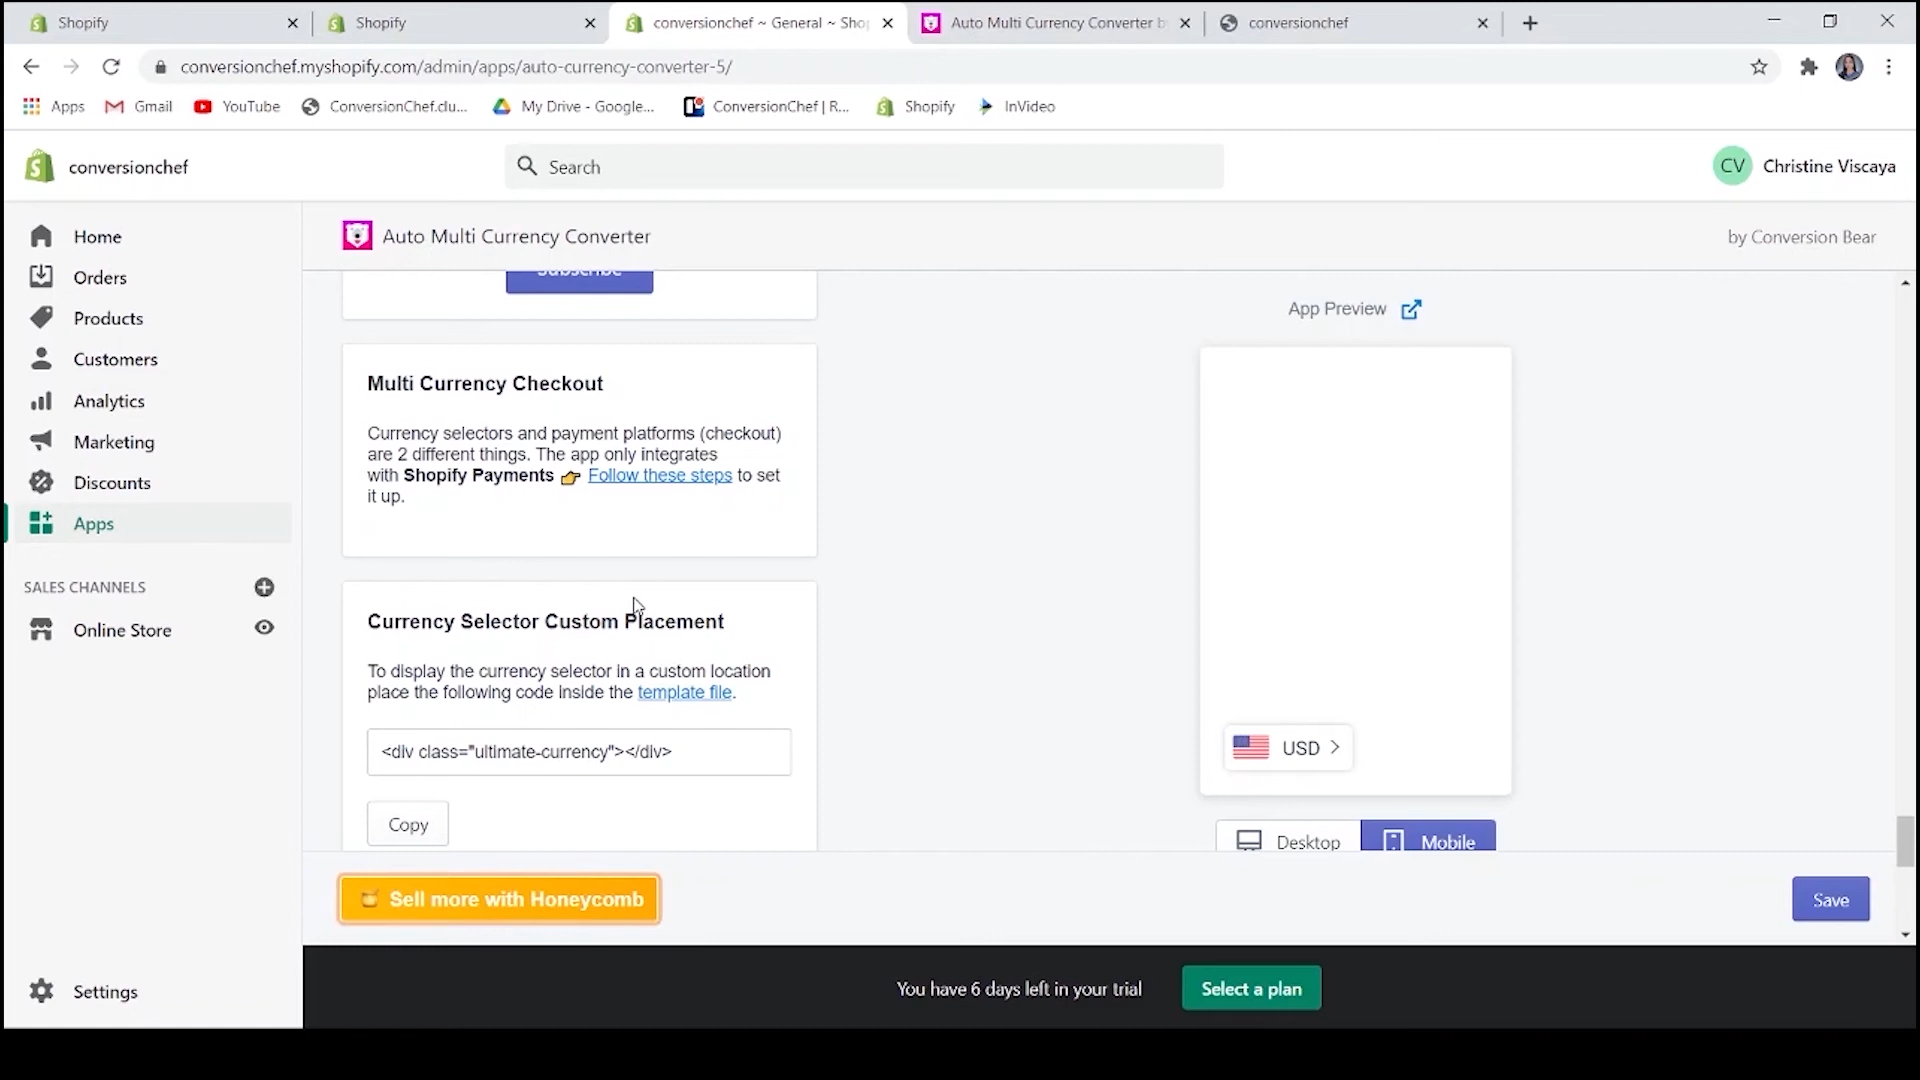 Shopify
Shopify
conversionchef ~ General ~ Sho
Auto Multi Currency Converter b
conversionchef
conversionchef.myshopify.com/admin/apps/auto-currency-converter-5/
Apps
Gmail
YouTube
ConversionChef.clu...
My Drive - Google...
ConversionChef | R...
Shopify
InVideo
conversionchef
Search
CV
Christine Viscaya
Home
Orders
Products
Customers
Analytics
Marketing
Discounts
Apps
SALES CHANNELS
Online Store
Settings
Auto Multi Currency Converter
by Conversion Bear
Subscribe
Multi Currency Checkout
Currency selectors and payment platforms (checkout)
are 2 different things. The app only integrates
with Shopify Payments 👉 Follow these steps to set
it up.
Currency Selector Custom Placement
To display the currency selector in a custom location
place the following code inside the template file.
<div class="ultimate-currency"></div>
Copy
App Preview
USD
Desktop
Mobile
Sell more with Honeycomb
Save
You have 6 days left in your trial
Select a plan